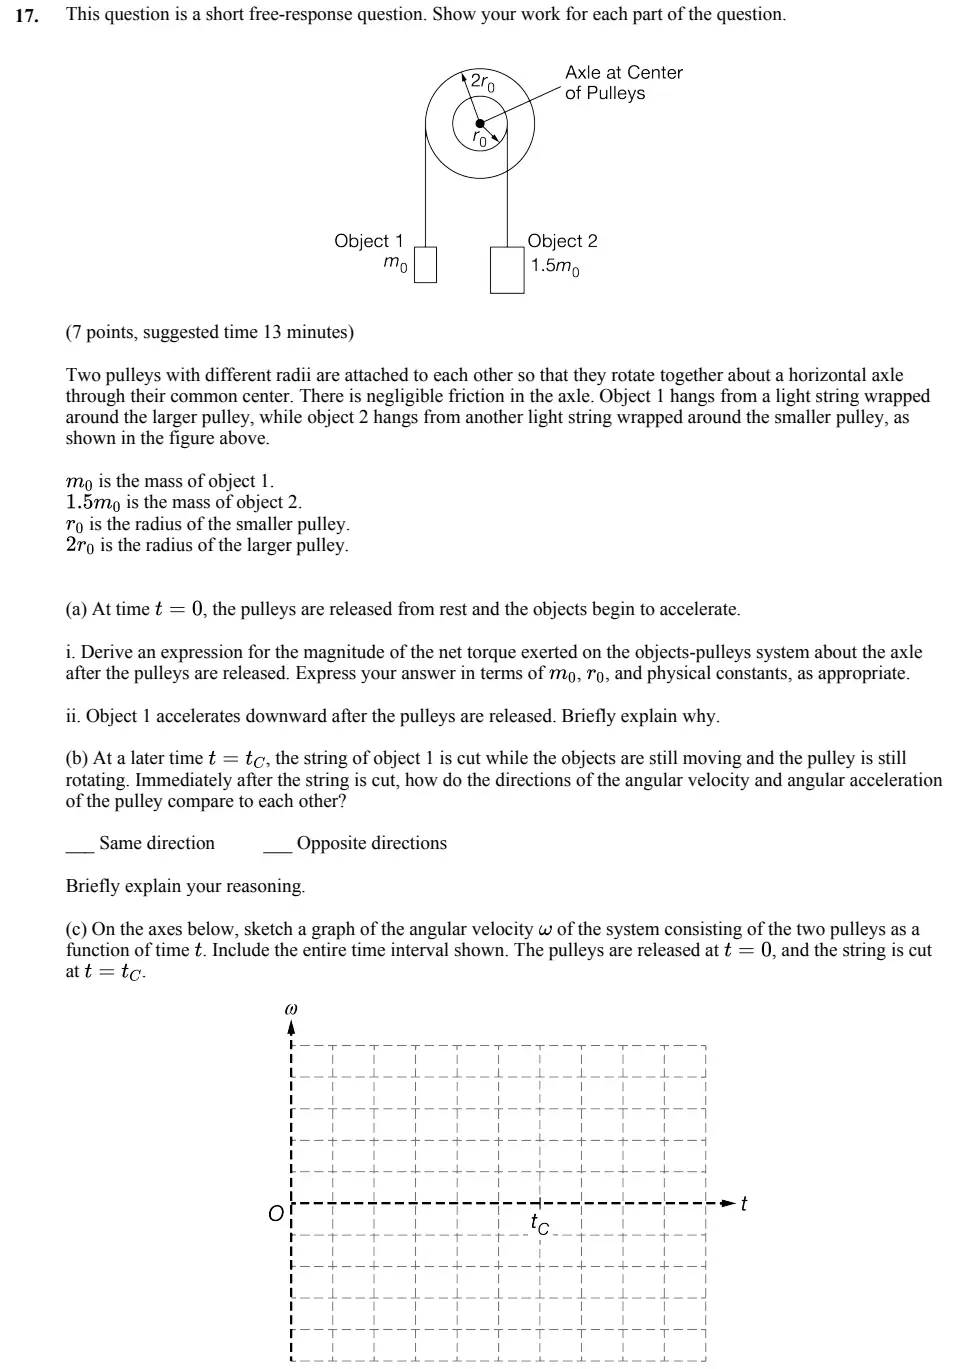 17. This question is a short free-response question. Show your work for each part of the question.
2r₀
Axle at Center
of Pulleys
r₀
Object 1
m₀
Object 2
1.5m₀
(7 points, suggested time 13 minutes)
Two pulleys with different radii are attached to each other so that they rotate together about a horizontal axle
through their common center. There is negligible friction in the axle. Object 1 hangs from a light string wrapped
around the larger pulley, while object 2 hangs from another light string wrapped around the smaller pulley, as
shown in the figure above.
m₀ is the mass of object 1.
1.5m₀ is the mass of object 2.
r₀ is the radius of the smaller pulley.
2r₀ is the radius of the larger pulley.
(a) At time t = 0, the pulleys are released from rest and the objects begin to accelerate.
i. Derive an expression for the magnitude of the net torque exerted on the objects-pulleys system about the axle
after the pulleys are released. Express your answer in terms of m₀, r₀, and physical constants, as appropriate.
ii. Object 1 accelerates downward after the pulleys are released. Briefly explain why.
(b) At a later time t = t_C, the string of object 1 is cut while the objects are still moving and the pulley is still
rotating. Immediately after the string is cut, how do the directions of the angular velocity and angular acceleration
of the pulley compare to each other?
___ Same direction ___ Opposite directions
Briefly explain your reasoning.
(c) On the axes below, sketch a graph of the angular velocity ω of the system consisting of the two pulleys as a
function of time t. Include the entire time interval shown. The pulleys are released at t = 0, and the string is cut
at t = t_C.
ω
O
t_C
t